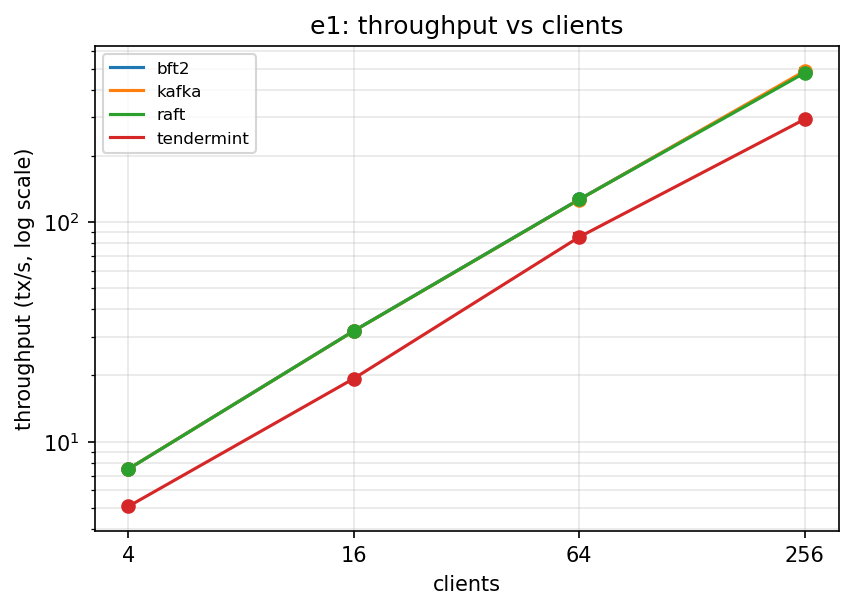 e1: throughput vs clients
bft2
kafka
raft
tendermint
throughput (tx/s, log scale)
10²
10¹
4 16 64 256
clients